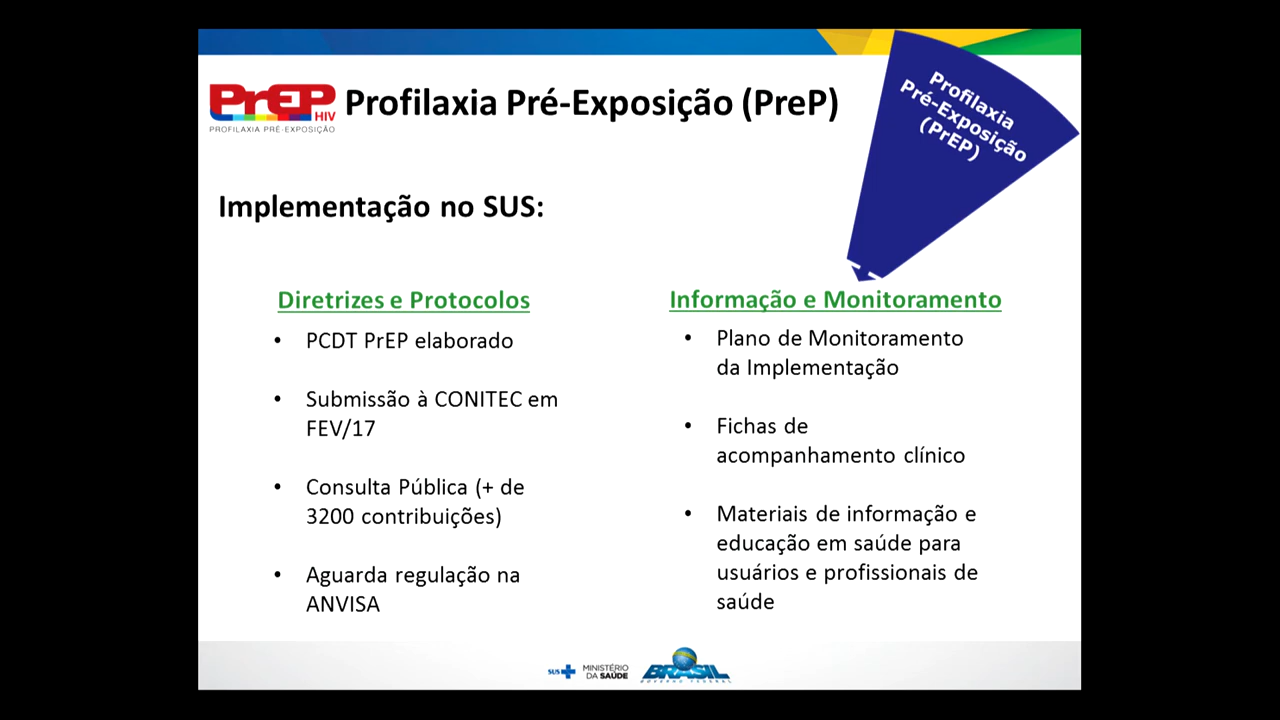 PrEP
HIV
PROFILAXIA PRÉ-EXPOSIÇÃO
Profilaxia Pré-Exposição (PreP)
Profilaxia
Pré-Exposição
(PrEP)
Implementação no SUS:
Diretrizes e Protocolos
• PCDT PrEP elaborado
• Submissão à CONITEC em
FEV/17
• Consulta Pública (+ de
3200 contribuições)
• Aguarda regulação na
ANVISA
Informação e Monitoramento
• Plano de Monitoramento
da Implementação
• Fichas de
acompanhamento clínico
• Materiais de informação e
educação em saúde para
usuários e profissionais de
saúde
SUS
MINISTÉRIO
DA SAÚDE
BRASIL
GOVERNO FEDERAL